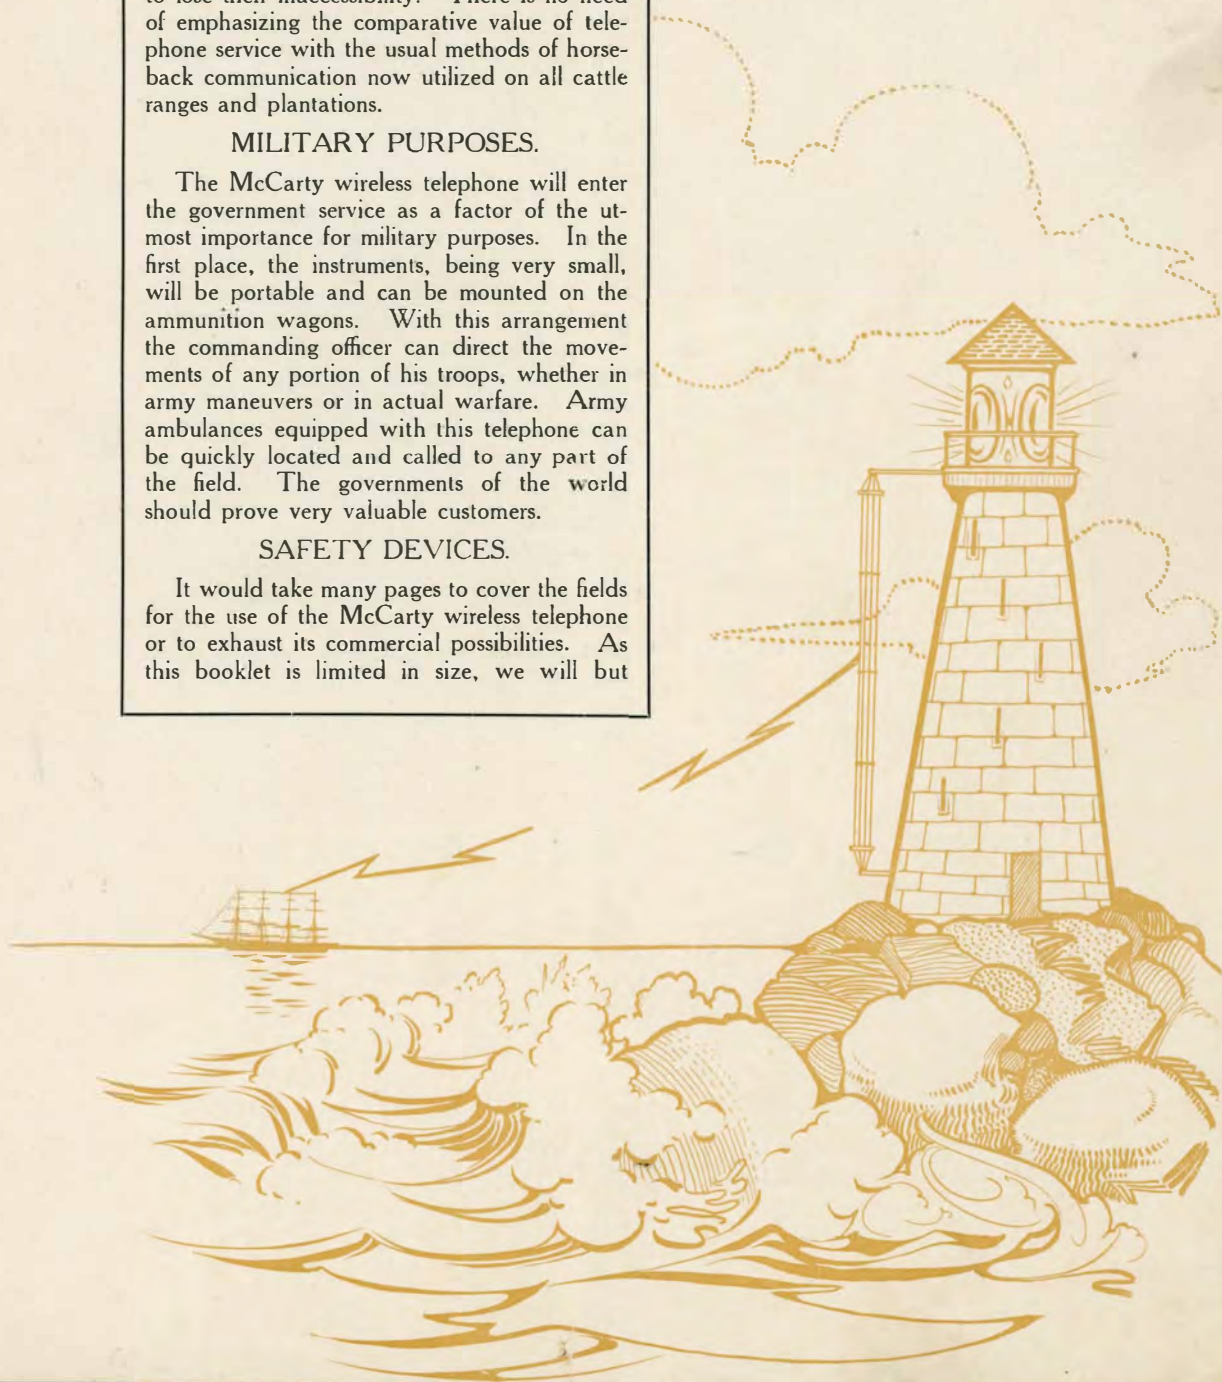 to lose their inaccessibility. There is no need
of emphasizing the comparative value of tele-
phone service with the usual methods of horse-
back communication now utilized on all cattle
ranges and plantations.
MILITARY PURPOSES.
The McCarty wireless telephone will enter
the government service as a factor of the ut-
most importance for military purposes. In the
first place, the instruments, being very small,
will be portable and can be mounted on the
ammunition wagons. With this arrangement
the commanding officer can direct the move-
ments of any portion of his troops, whether in
army maneuvers or in actual warfare. Army
ambulances equipped with this telephone can
be quickly located and called to any part of
the field. The governments of the world
should prove very valuable customers.
SAFETY DEVICES.
It would take many pages to cover the fields
for the use of the McCarty wireless telephone
or to exhaust its commercial possibilities. As
this booklet is limited in size, we will but